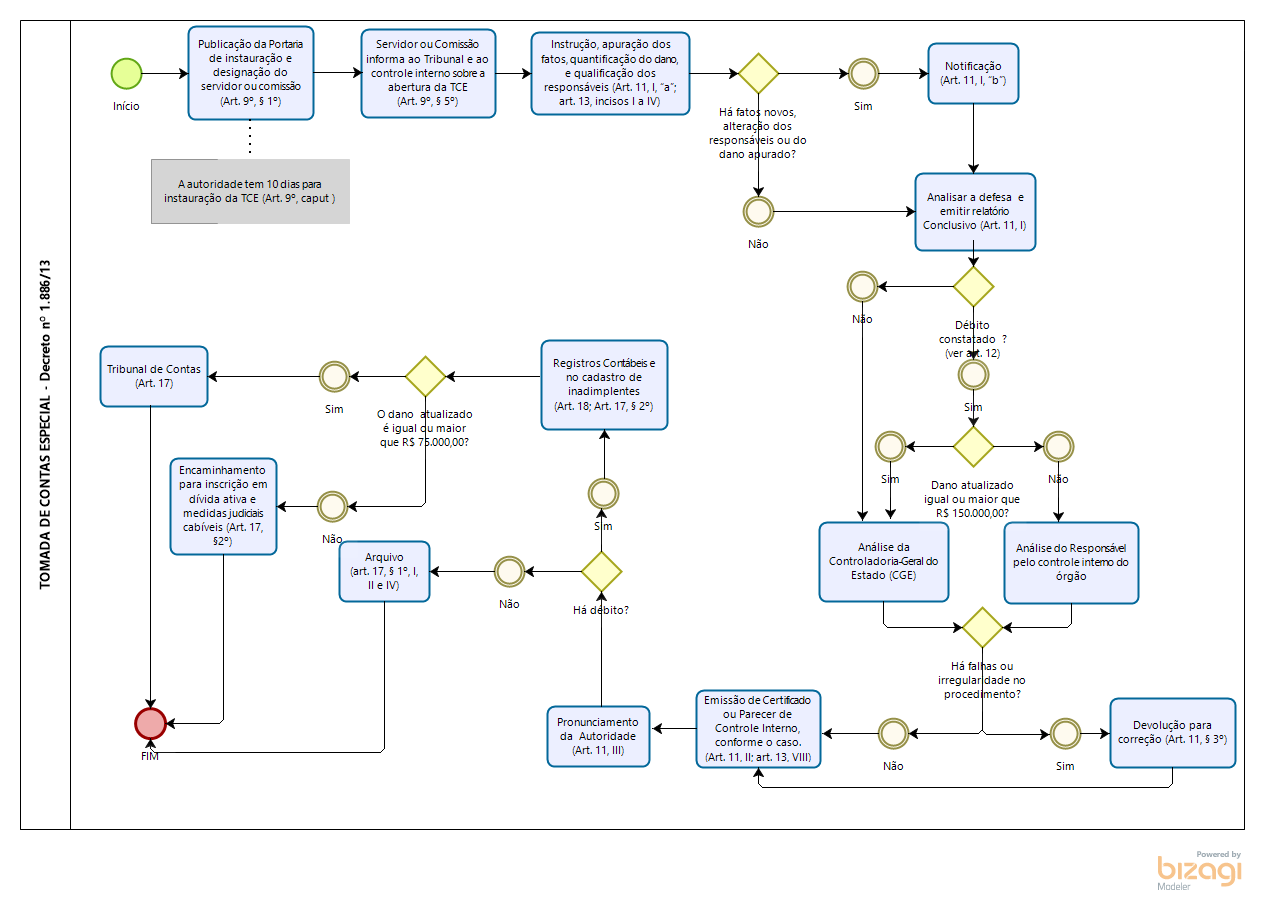 TOMADA DE CONTAS ESPECIAL - Decreto nº 1.886/13
Início
Publicação da Portaria
de instauração e
designação do
servidor ou comissão
(Art. 9º, § 1º)
A autoridade tem 10 dias para
instauração da TCE (Art. 9º, caput )
Servidor ou Comissão
informa ao Tribunal e ao
controle interno sobre a
abertura da TCE
(Art. 9º, § 5º)
Instrução, apuração dos
fatos, quantificação do dano,
e qualificação dos
responsáveis (Art. 11, I, "a";
art. 13, incisos I a IV)
Há fatos novos,
alteração dos
responsáveis ou do
dano apurado?
Sim
Notificação
(Art. 11, I, "b")
Não
Analisar a defesa e
emitir relatório
Conclusivo (Art. 11, I)
Não
Débito
constatado ?
(ver art. 12)
Sim
Sim
Dano atualizado
igual ou maior que
R$ 150.000,00?
Não
Análise da
Controladoria-Geral do
Estado (CGE)
Análise do Responsável
pelo controle interno do
órgão
Há falhas ou
irregularidade no
procedimento?
Sim
Devolução para
correção (Art. 11, § 3º)
Não
Emissão de Certificado
ou Parecer de
Controle Interno,
conforme o caso.
(Art. 11, II; art. 13, VIII)
Pronunciamento
da Autoridade
(Art. 11, III)
Há débito?
Não
Arquivo
(art. 17, § 1º, I,
II e IV)
Sim
Registros Contábeis e
no cadastro de
inadimplentes
(Art. 18; Art. 17, § 2º)
O dano atualizado
é igual ou maior
que R$ 75.000,00?
Sim
Tribunal de Contas
(Art. 17)
Não
Encaminhamento
para inscrição em
dívida ativa e
medidas judiciais
cabíveis (Art. 17,
§2º)
FIM
Powered by
bizagi
Modeler